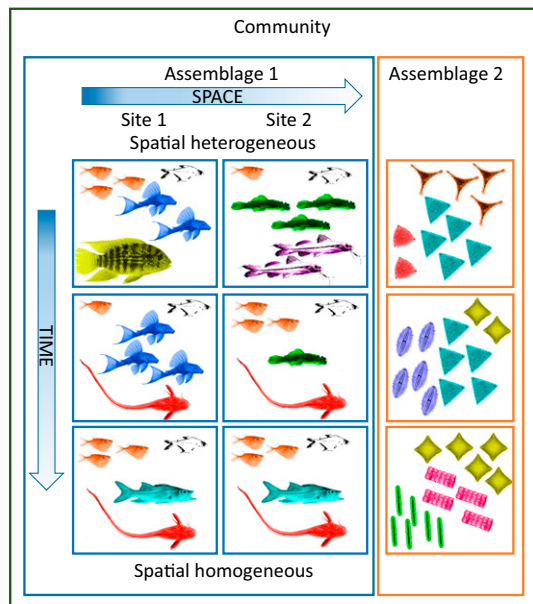 Community
Assemblage 1
Assemblage 2
SPACE
Site 1
Site 2
Spatial heterogeneous
TIME
Spatial homogeneous